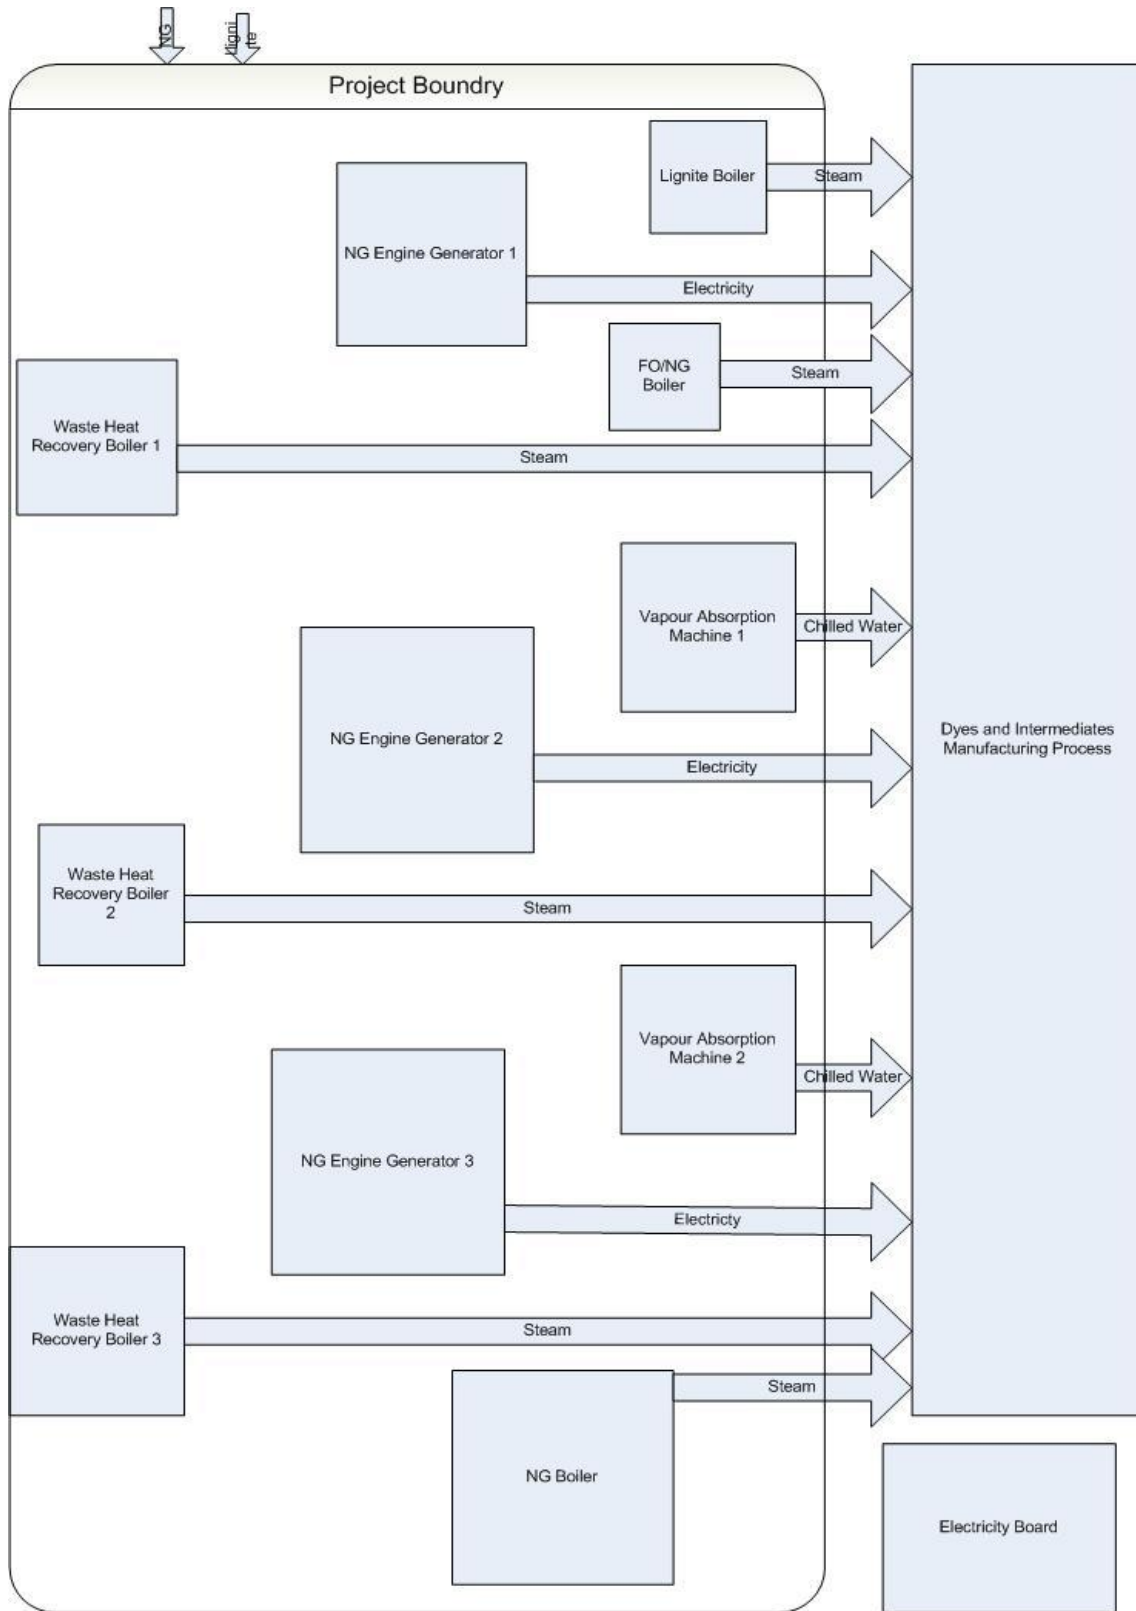 NG
lligni
te
Project Boundry
Lignite Boiler
Steam
NG Engine Generator 1
Electricity
FO/NG
Boiler
Steam
Waste Heat
Recovery Boiler 1
Steam
Vapour Absorption
Machine 1
Chilled Water
NG Engine Generator 2
Electricity
Dyes and Intermediates
Manufacturing Process
Waste Heat
Recovery Boiler
2
Steam
Vapour Absorption
Machine 2
Chilled Water
NG Engine Generator 3
Electricty
Waste Heat
Recovery Boiler 3
Steam
Steam
NG Boiler
Electricity Board